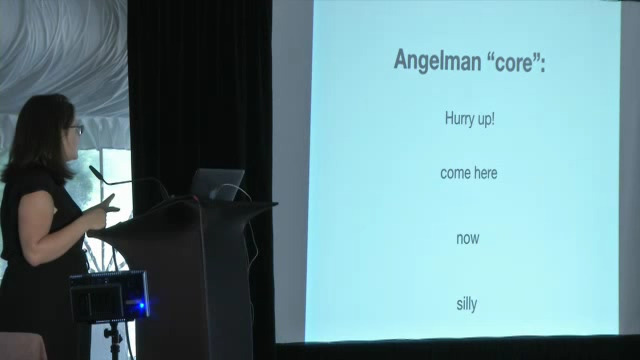 Angelman “core”:
Hurry up!
come here
now
silly